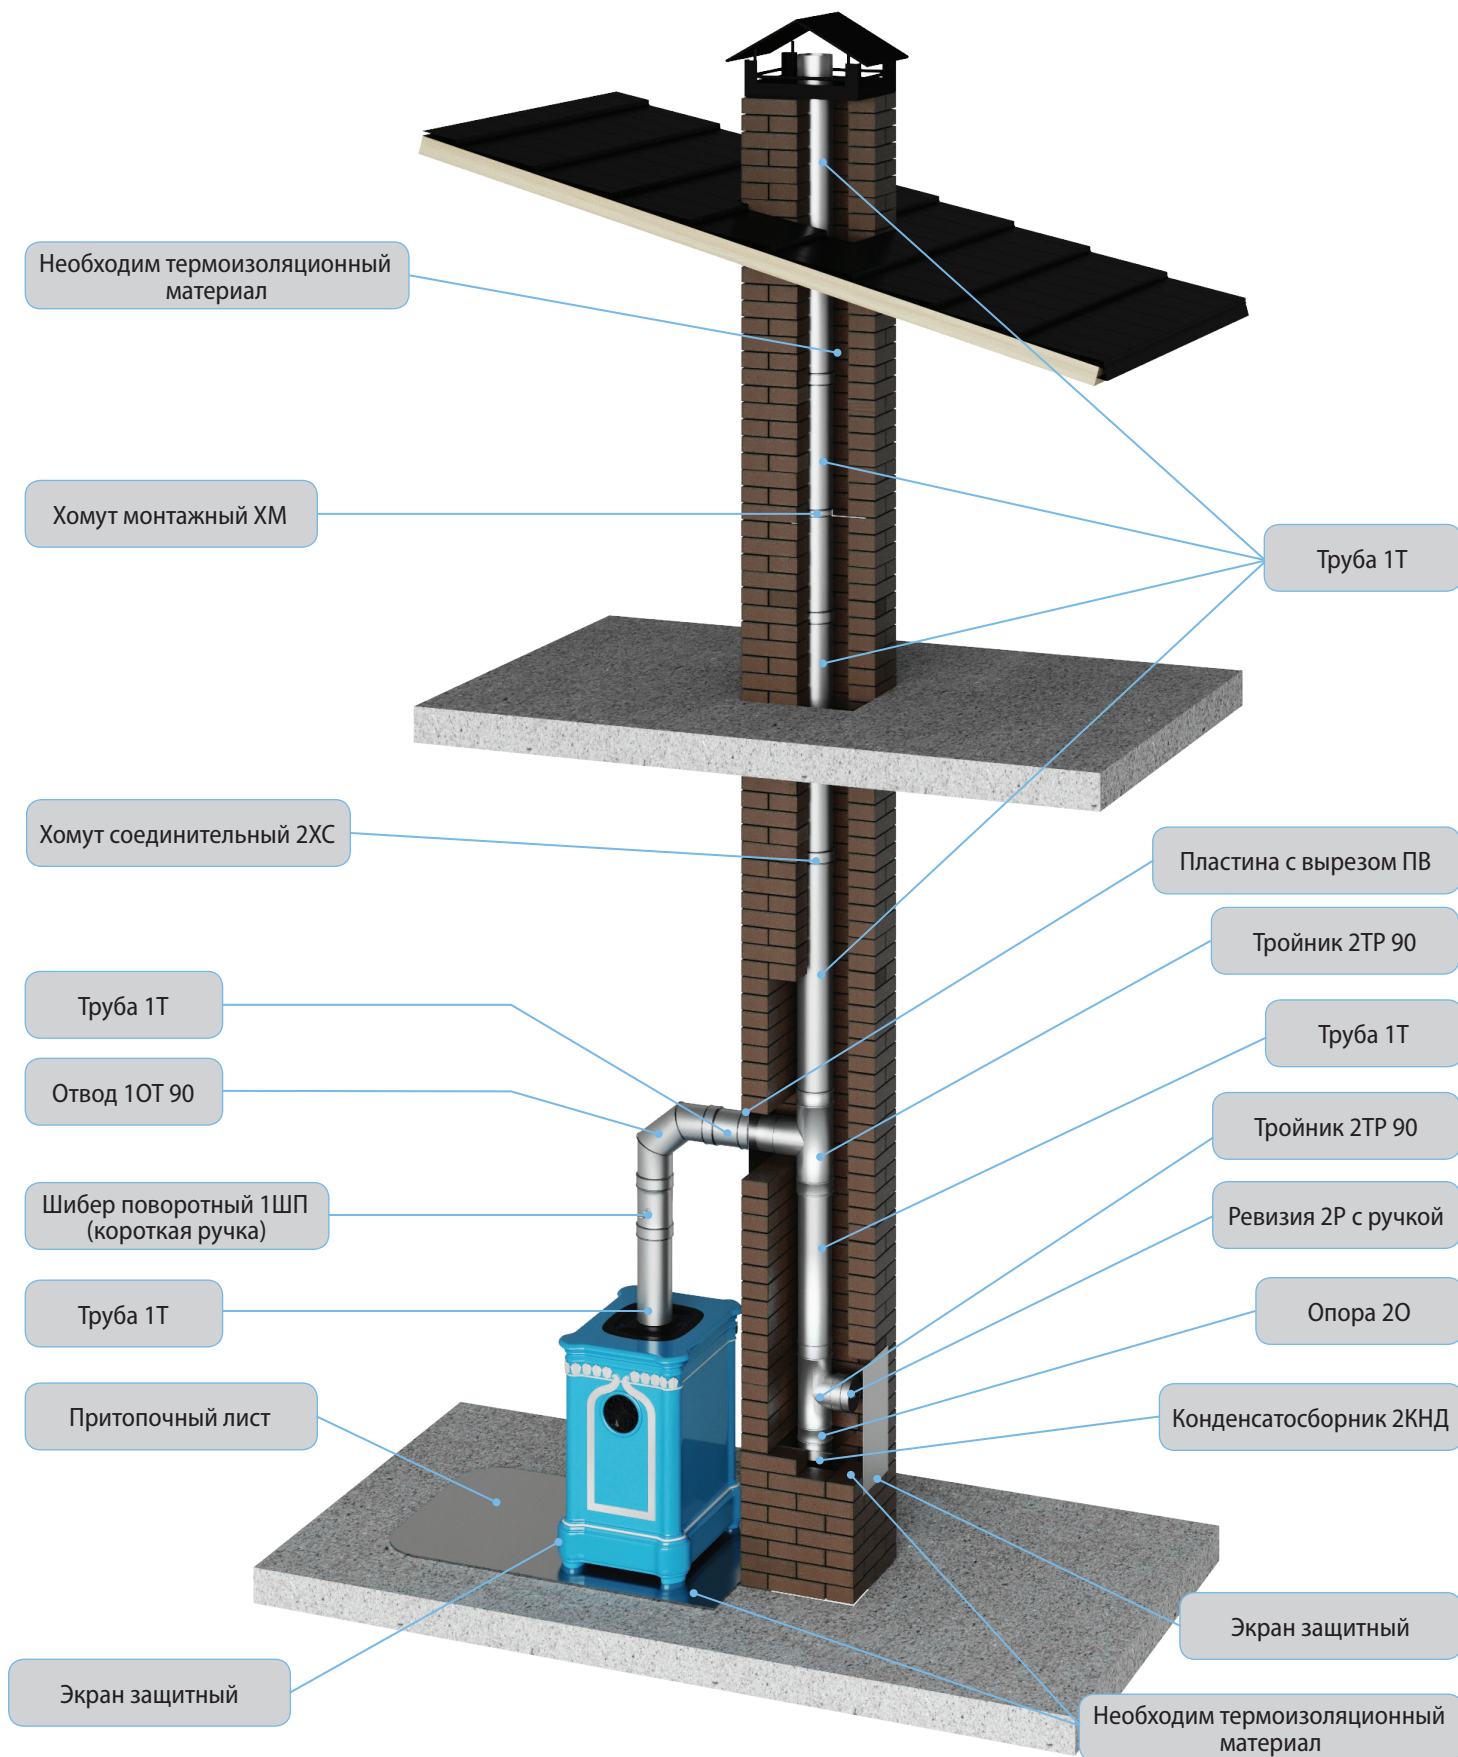 Необходим термоизоляционный
материал
Хомут монтажный ХМ
Труба 1Т
Хомут соединительный 2ХС
Пластина с вырезом ПВ
Тройник 2ТР 90
Труба 1Т
Труба 1Т
Отвод 1ОТ 90
Тройник 2ТР 90
Шибер поворотный 1ШП
(короткая ручка)
Ревизия 2Р с ручкой
Труба 1Т
Опора 2О
Притопочный лист
Конденсатосборник 2КНД
Экран защитный
Экран защитный
Необходим термоизоляционный
материал